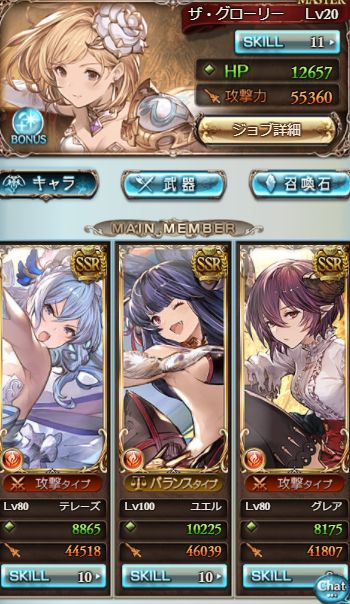 MASTER
ザ・グローリー Lv20
SKILL 11
HP 12657
攻撃力 55360
ジョブ詳細
BONUS
キャラ
武器
召喚石
MAIN MEMBER
SSR
SSR
SSR
攻撃タイプ
バランスタイプ
攻撃タイプ
Lv80 テレーズ
Lv100 ユエル
Lv80 グレア
8865
10225
8175
44518
46039
41807
SKILL 10
SKILL 10
SKILL
Chat